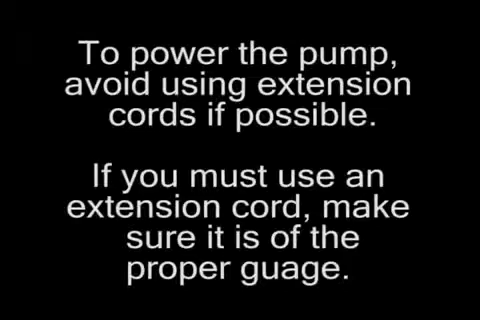 To power the pump,
avoid using extension
cords if possible.
If you must use an
extension cord, make
sure it is of the
proper guage.